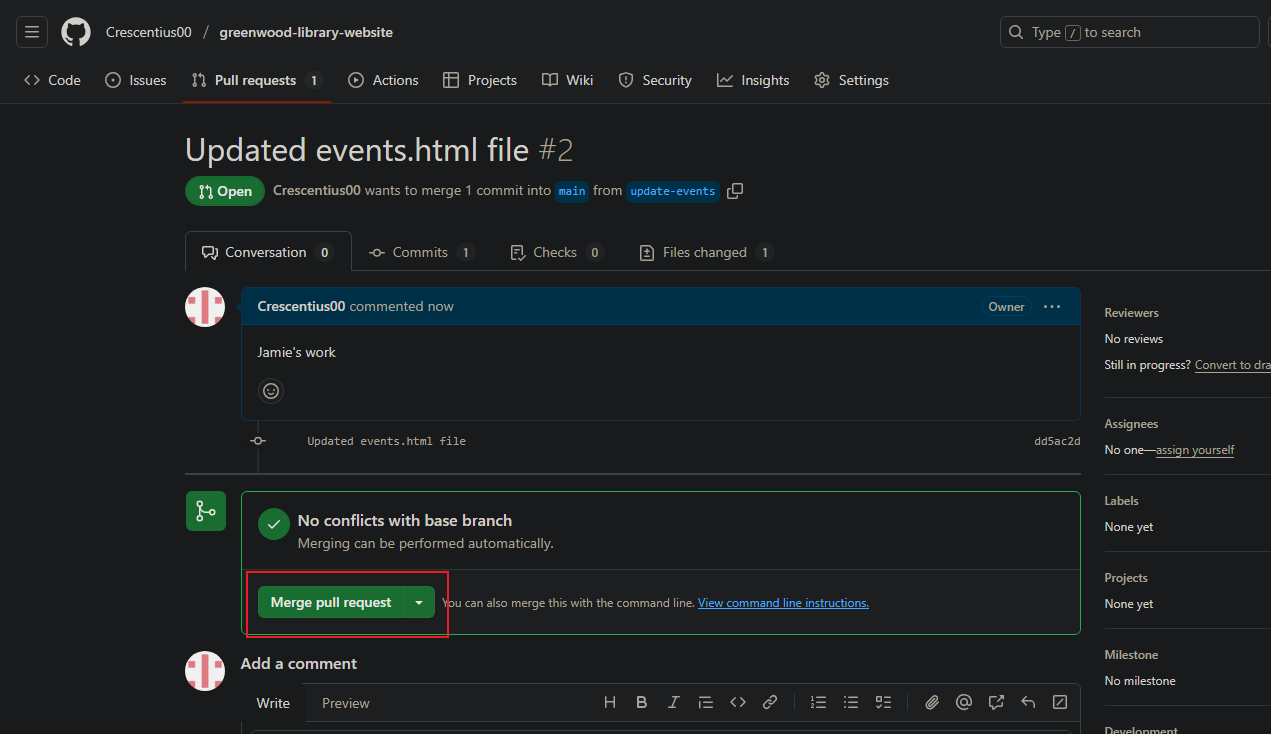 Crescentius00 / greenwood-library-website
Type / to search
Code Issues Pull requests 1 Actions Projects Wiki Security Insights Settings
Updated events.html file #2
Open Crescentius00 wants to merge 1 commit into main from update-events
Conversation 0 Commits 1 Checks 0 Files changed 1
Crescentius00 commented now Owner
Jamie's work
Updated events.html file dd5ac2d
No conflicts with base branch
Merging can be performed automatically.
Merge pull request You can also merge this with the command line. View command line instructions.
Add a comment
Write Preview
Reviewers
No reviews
Still in progress? Convert to dra
Assignees
No one—assign yourself
Labels
None yet
Projects
None yet
Milestone
No milestone
Development